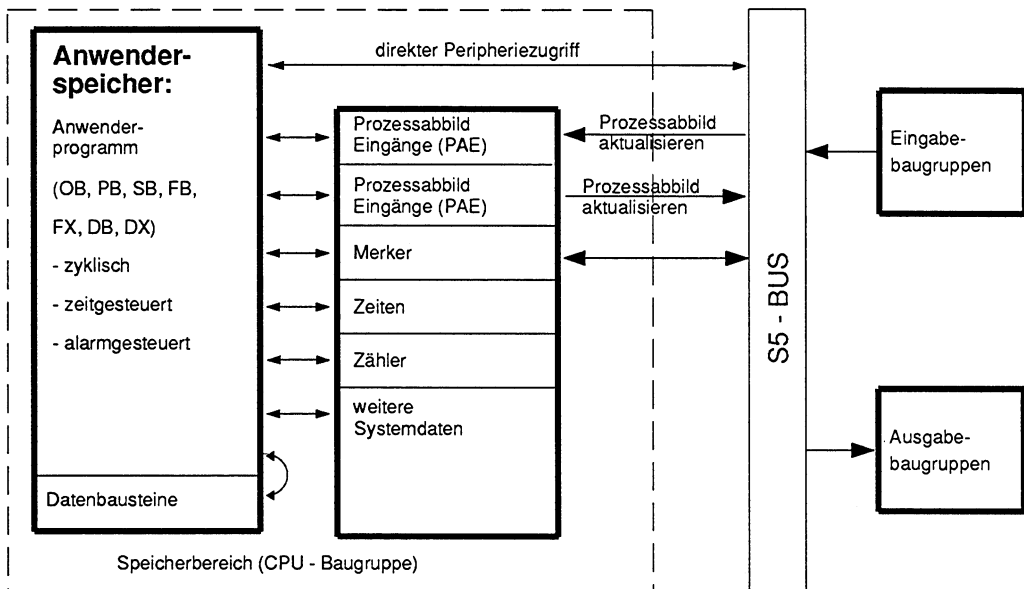 Anwender-
speicher:
Anwender-
programm
(OB, PB, SB, FB,
FX, DB, DX)
- zyklisch
- zeitgesteuert
- alarmgesteuert
Datenbausteine
direkter Peripheriezugriff
Prozessabbild
Eingänge (PAE)
Prozessabbild
Eingänge (PAE)
Merker
Zeiten
Zähler
weitere
Systemdaten
Prozessabbild
aktualisieren
Prozessabbild
aktualisieren
Speicherbereich (CPU - Baugruppe)
S5 - BUS
Eingabe-
baugruppen
Ausgabe-
baugruppen